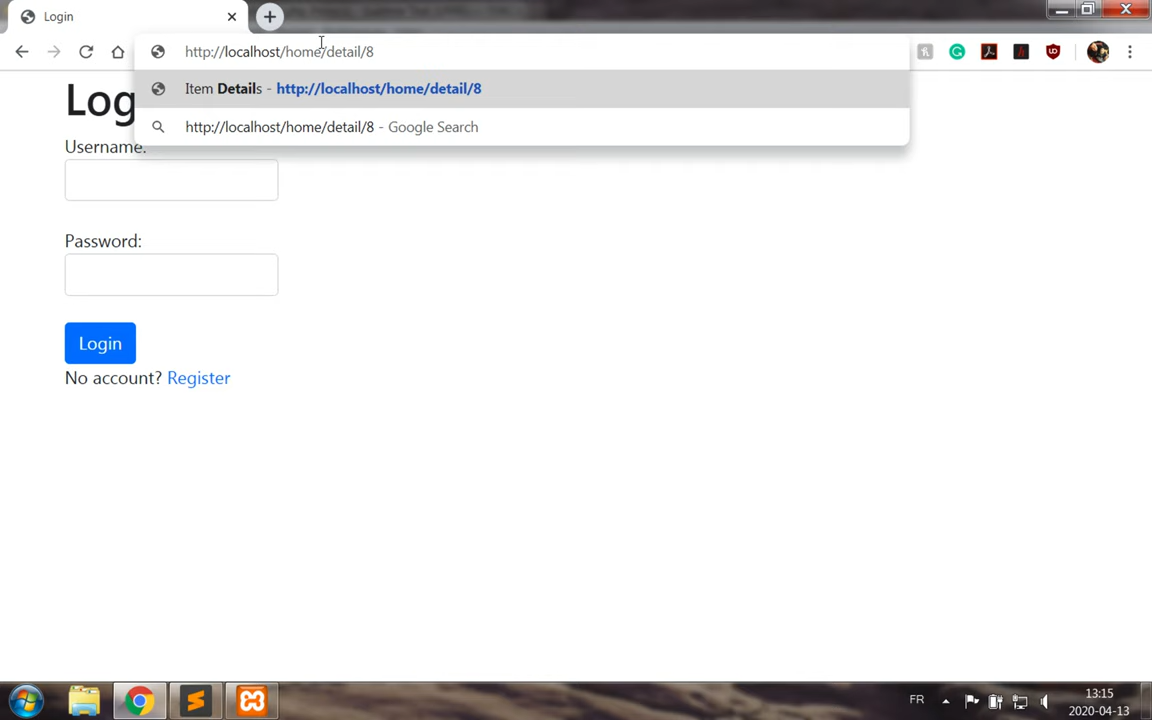 Login
http://localhost/home/detail/8
Item Details - http://localhost/home/detail/8
http://localhost/home/detail/8 - Google Search
Log
Username:
Password:
Login
No account? Register
FR
13:15
2020-04-13